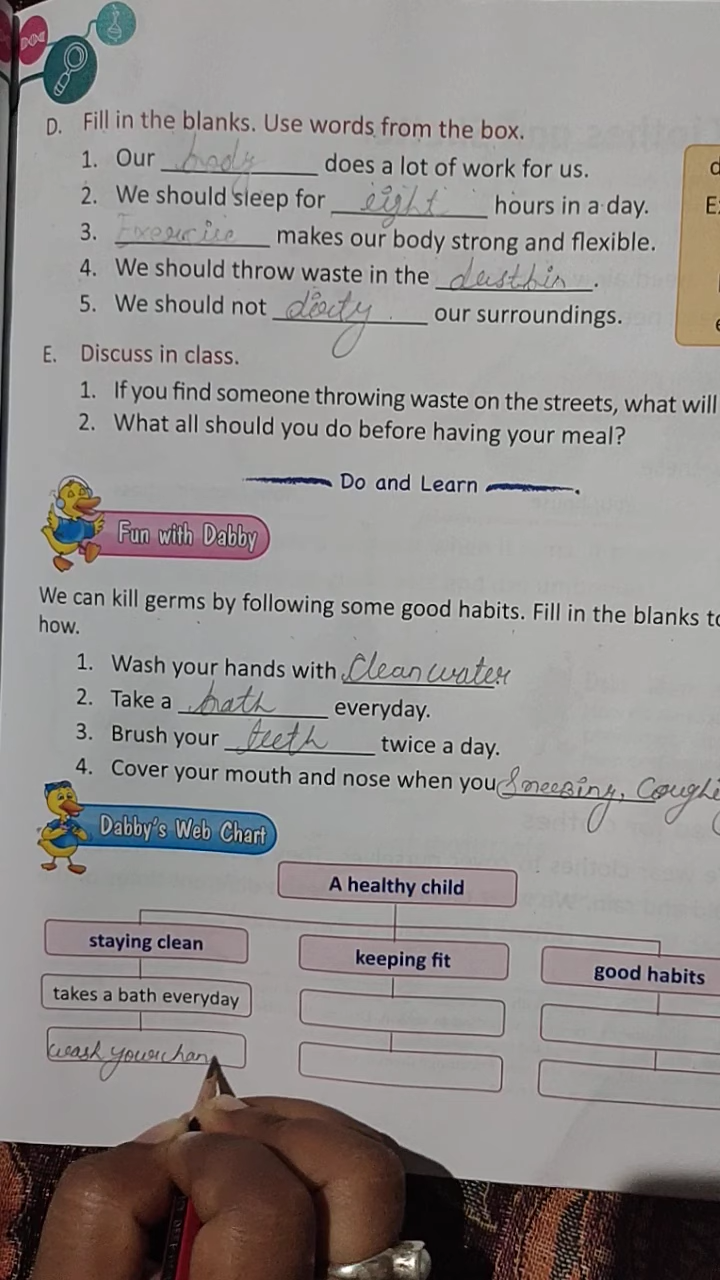 D. Fill in the blanks. Use words from the box.
1. Our body does a lot of work for us.
2. We should sleep for eight hours in a day.
3. Exercise makes our body strong and flexible.
4. We should throw waste in the dustbin.
5. We should not dirty our surroundings.
E. Discuss in class.
1. If you find someone throwing waste on the streets, what will
2. What all should you do before having your meal?
Do and Learn
Fun with Dabby
We can kill germs by following some good habits. Fill in the blanks to
how.
1. Wash your hands with Clean water.
2. Take a bath everyday.
3. Brush your teeth twice a day.
4. Cover your mouth and nose when you Sneezing, Coughi
Dabby's Web Chart
A healthy child
staying clean keeping fit good habits
takes a bath everyday
wash your han